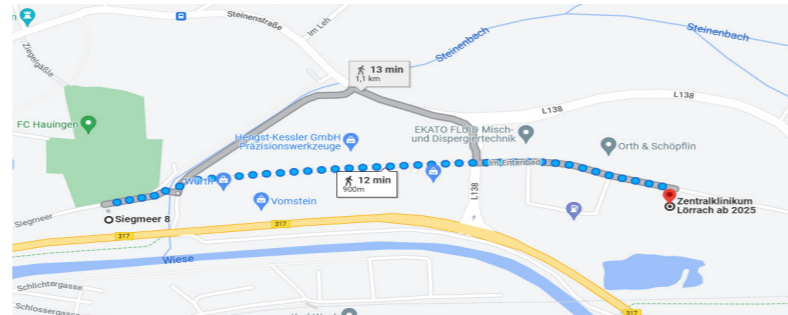 Steinenstraße
Im Leh
Ziegelgäßle
Steinenbach
Steinenbach
13 min
1,1 km
L138
L138
FC Hauingen
Hengst-Kessler GmbH
Präzisionswerkzeuge
EKATO FLUID Misch-
und Dispergiertechnik
Orth & Schöpflin
Im Entenbad
Würth
12 min
900m
L138
Vomstein
Zentralklinikum
Lörrach ab 2025
Siegmeer
Siegmeer 8
317
317
Wiese
Schlichtergasse
Schlossergasse
317